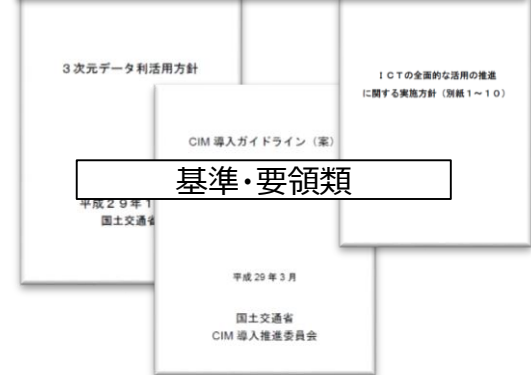 3次元データ利活用方針
平成29年1
国土交通省
ICTの全面的な活用の推進
に関する実施方針（別紙1～10）
CIM 導入ガイドライン（案）
基準・要領類
平成 29 年 3 月
国土交通省
CIM 導入推進委員会